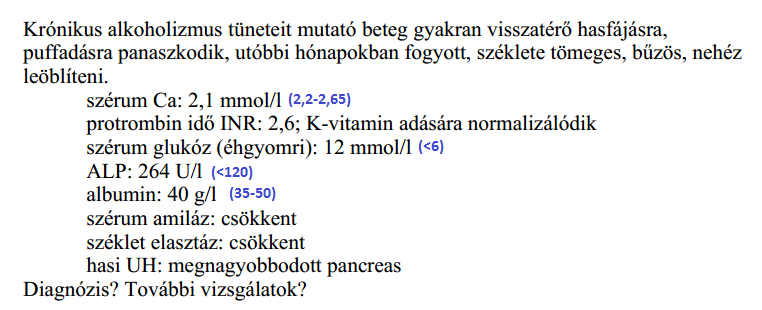 Krónikus alkoholizmus tüneteit mutató beteg gyakran visszatérő hasfájásra,
puffadásra panaszkodik, utóbbi hónapokban fogyott, széklete tömeges, bűzös, nehéz
leöblíteni.
szérum Ca: 2,1 mmol/l (2,2-2,65)
protrombin idő INR: 2,6; K-vitamin adására normalizálódik
szérum glukóz (éhgyomri): 12 mmol/l (<6)
ALP: 264 U/l (<120)
albumin: 40 g/l (35-50)
szérum amiláz: csökkent
széklet elasztáz: csökkent
hasi UH: megnagyobbodott pancreas
Diagnózis? További vizsgálatok?